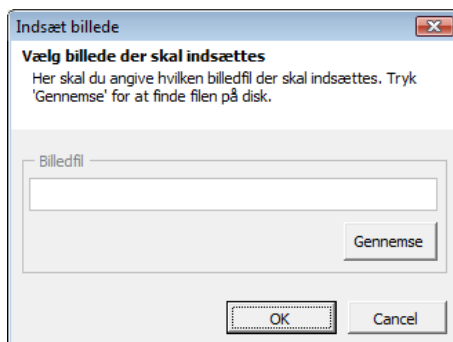 Indsæt billede
Vælg billede der skal indsættes
Her skal du angive hvilken billedfil der skal indsættes. Tryk
'Gennemse' for at finde filen på disk.
Billedfil
Gennemse
OK
Cancel